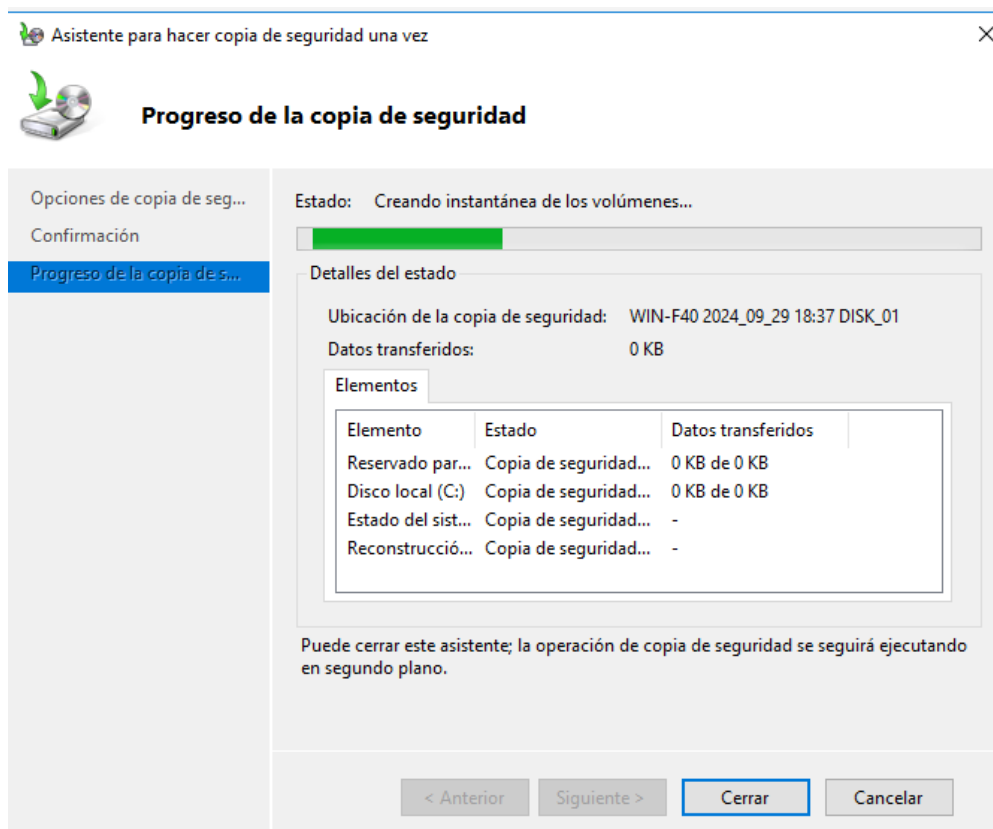 Asistente para hacer copia de seguridad una vez
Progreso de la copia de seguridad
Opciones de copia de seg...
Confirmación
Progreso de la copia de s...
Estado: Creando instantánea de los volúmenes...
Detalles del estado
Ubicación de la copia de seguridad: WIN-F40 2024_09_29 18:37 DISK_01
Datos transferidos: 0 KB
Elementos
Elemento Estado Datos transferidos
Reservado par... Copia de seguridad... 0 KB de 0 KB
Disco local (C:) Copia de seguridad... 0 KB de 0 KB
Estado del sist... Copia de seguridad... -
Reconstrucció... Copia de seguridad... -
Puede cerrar este asistente; la operación de copia de seguridad se seguirá ejecutando
en segundo plano.
< Anterior Siguiente > Cerrar Cancelar